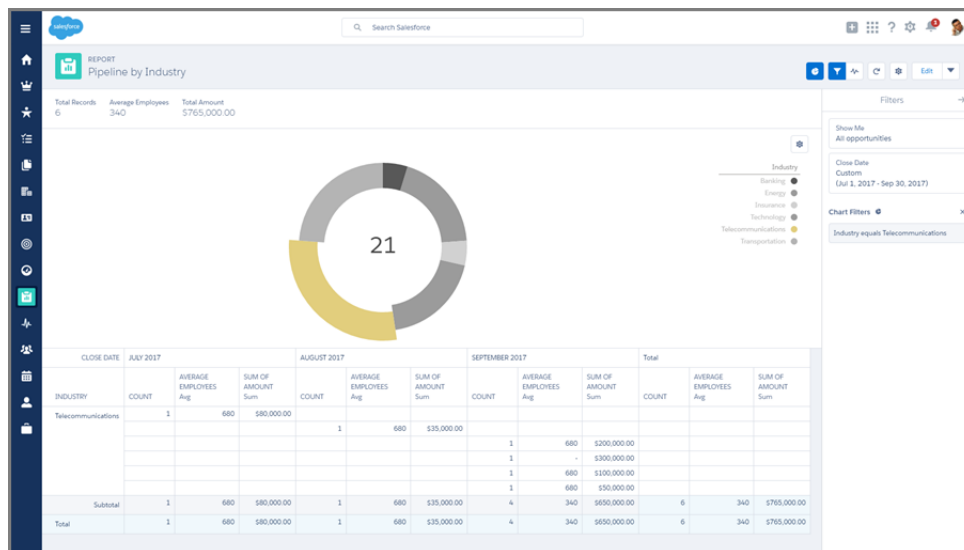 salesforce
Search Salesforce
3
REPORT
Pipeline by Industry
Edit
Total Records Average Employees Total Amount
6 340 $765,000.00
Filters
Show Me
All opportunities
Close Date
Custom
(Jul 1, 2017 - Sep 30, 2017)
Chart Filters
Industry equals Telecommunications
Industry
Banking
Energy
Insurance
Technology
Telecommunications
Transportation
21
CLOSE DATE JULY 2017 AUGUST 2017 SEPTEMBER 2017 Total
INDUSTRY COUNT AVERAGE EMPLOYEES Avg SUM OF AMOUNT Sum COUNT AVERAGE EMPLOYEES Avg SUM OF AMOUNT Sum COUNT AVERAGE EMPLOYEES Avg SUM OF AMOUNT Sum COUNT AVERAGE EMPLOYEES Avg SUM OF AMOUNT Sum
Telecommunications 1 680 $80,000.00
1 680 $35,000.00
1 680 $200,000.00
1 - $300,000.00
1 680 $100,000.00
1 680 $50,000.00
Subtotal 1 680 $80,000.00 1 680 $35,000.00 4 340 $650,000.00 6 340 $765,000.00
Total 1 680 $80,000.00 1 680 $35,000.00 4 340 $650,000.00 6 340 $765,000.00